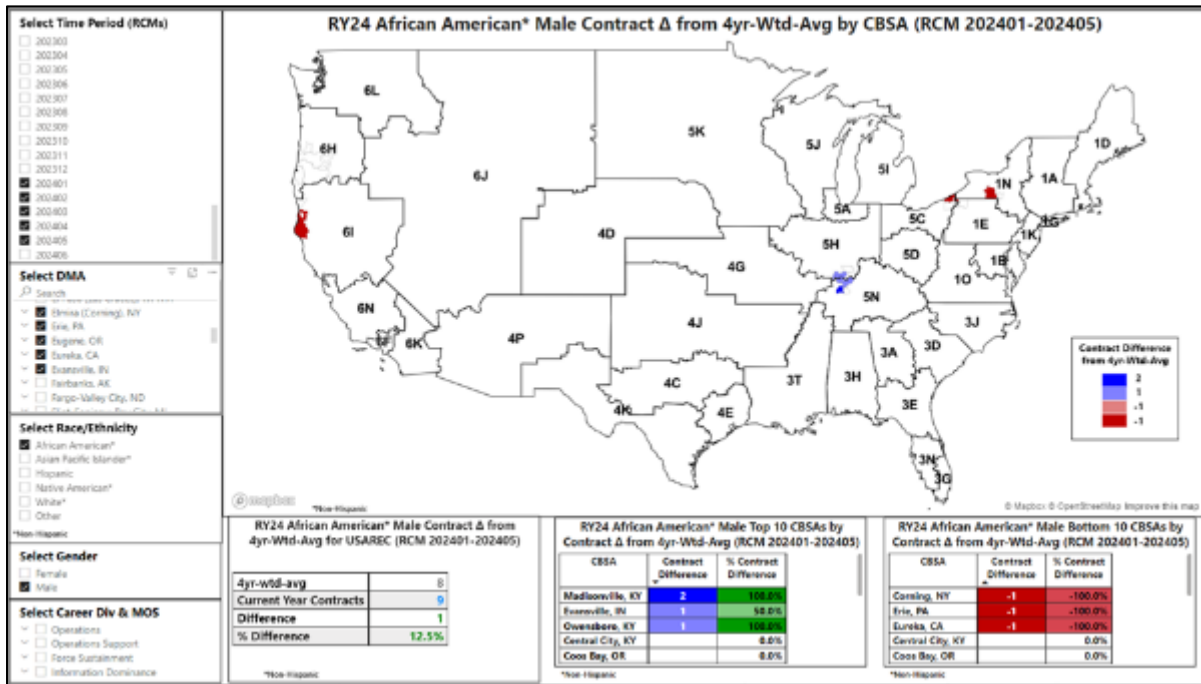 Select Time Period (RCMs)
202303
202304
202305
202306
202307
202308
202309
202310
202311
202312
202401
202402
202403
202404
202405
202406
Select DMA
Search
Elmira (Corning), NY
Erie, PA
Eugene, OR
Eureka, CA
Evansville, IN
Fairbanks, AK
Fargo-Valley City, ND
Select Race/Ethnicity
African American*
Asian Pacific Islander*
Hispanic
Native American*
White*
Other
*Non-Hispanic
Select Gender
Female
Male
Select Career Div & MOS
Operations
Operations Support
Force Sustainment
Information Dominance
RY24 African American* Male Contract Δ from 4yr-Wtd-Avg by CBSA (RCM 202401-202405)
6L
6H
6J
6I
6N
6K
5K
5J
5I
5A
5H
5C
5D
5N
4D
4G
4J
4P
4C
4K
4E
3T
3H
3A
3D
3J
3E
3N
3G
1D
1A
1N
1G
1E
1K
1B
1O
Contract Difference
from 4yr-Wtd-Avg
2
1
-1
-1
mapbox
*Non-Hispanic
© Mapbox © OpenStreetMap Improve this map
RY24 African American* Male Contract Δ from
4yr-Wtd-Avg for USAREC (RCM 202401-202405)
4yr-wtd-avg 8
Current Year Contracts 9
Difference 1
% Difference 12.5%
*Non-Hispanic
RY24 African American* Male Top 10 CBSAs by
Contract Δ from 4yr-Wtd-Avg (RCM 202401-202405)
CBSA Contract Difference % Contract Difference
Madisonville, KY 2 100.0%
Evansville, IN 1 50.0%
Owensboro, KY 1 100.0%
Central City, KY 0.0%
Coos Bay, OR 0.0%
*Non-Hispanic
RY24 African American* Male Bottom 10 CBSAs by
Contract Δ from 4yr-Wtd-Avg (RCM 202401-202405)
CBSA Contract Difference % Contract Difference
Corning, NY -1 -100.0%
Erie, PA -1 -100.0%
Eureka, CA -1 -100.0%
Central City, KY 0.0%
Coos Bay, OR 0.0%
*Non-Hispanic